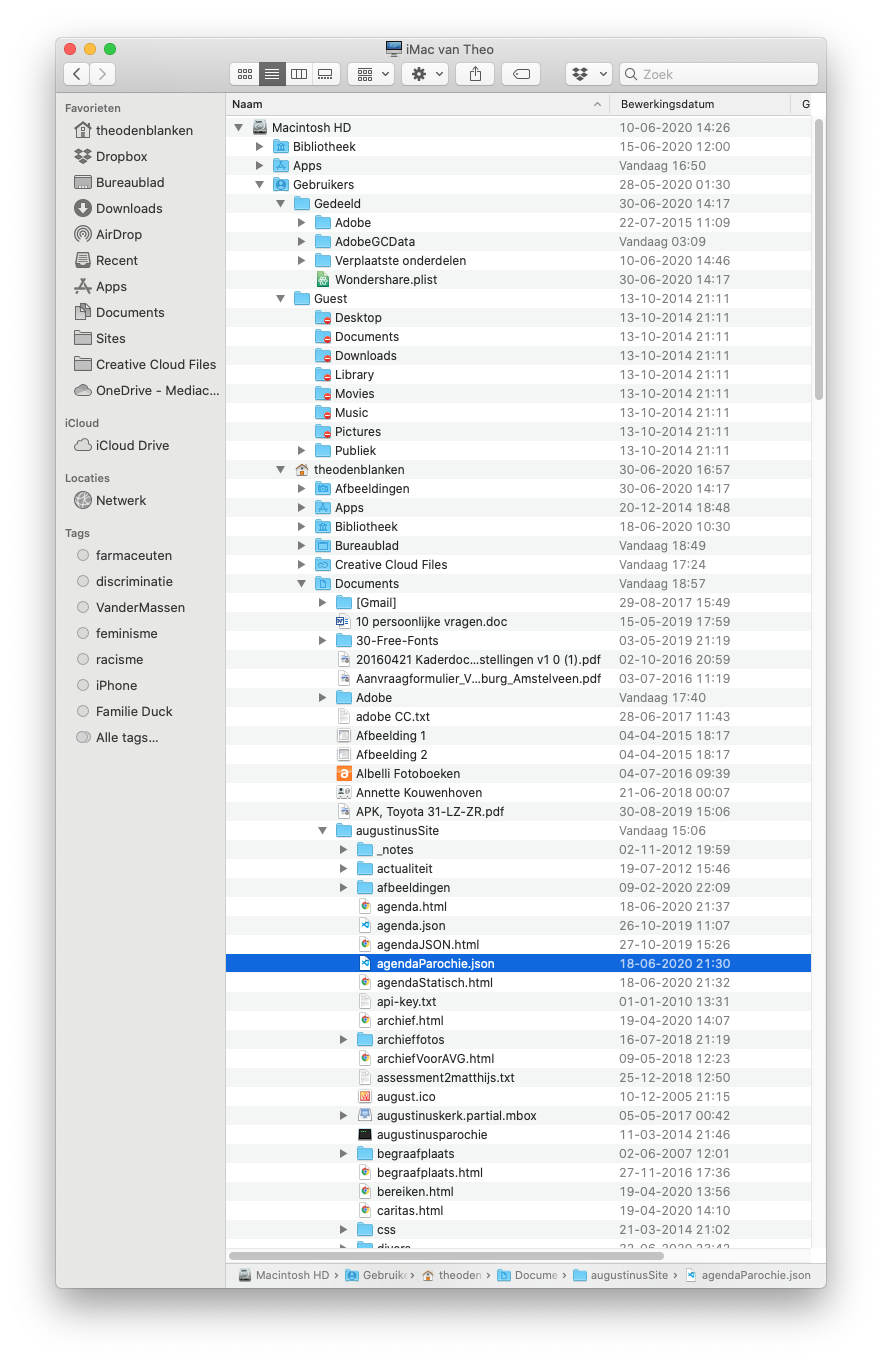 iMac van Theo
Zoek
Favorieten
theodenblanken
Dropbox
Bureaublad
Downloads
AirDrop
Recent
Apps
Documents
Sites
Creative Cloud Files
OneDrive - Mediac...
iCloud
iCloud Drive
Locaties
Netwerk
Tags
farmaceuten
discriminatie
VanderMassen
feminisme
racisme
iPhone
Familie Duck
Alle tags...
Naam Bewerkingsdatum G
Macintosh HD 10-06-2020 14:26
Bibliotheek 15-06-2020 12:00
Apps Vandaag 16:50
Gebruikers 28-05-2020 01:30
Gedeeld 30-06-2020 14:17
Adobe 22-07-2015 11:09
AdobeGCData Vandaag 03:09
Verplaatste onderdelen 10-06-2020 14:46
Wondershare.plist 30-06-2020 14:17
Guest 13-10-2014 21:11
Desktop 13-10-2014 21:11
Documents 13-10-2014 21:11
Downloads 13-10-2014 21:11
Library 13-10-2014 21:11
Movies 13-10-2014 21:11
Music 13-10-2014 21:11
Pictures 13-10-2014 21:11
Publiek 13-10-2014 21:11
theodenblanken 30-06-2020 16:57
Afbeeldingen 30-06-2020 14:17
Apps 20-12-2014 18:48
Bibliotheek 18-06-2020 10:30
Bureaublad Vandaag 18:49
Creative Cloud Files Vandaag 17:24
Documents Vandaag 18:57
[Gmail] 29-08-2017 15:49
10 persoonlijke vragen.doc 15-05-2019 17:59
30-Free-Fonts 03-05-2019 21:19
20160421 Kaderdoc...stellingen v1 0 (1).pdf 02-10-2016 20:59
Aanvraagformulier_V...burg_Amstelveen.pdf 03-07-2016 11:19
Adobe Vandaag 17:40
adobe CC.txt 28-06-2017 11:43
Afbeelding 1 04-04-2015 18:17
Afbeelding 2 04-04-2015 18:17
Albelli Fotoboeken 04-07-2016 09:39
Annette Kouwenhoven 21-06-2018 00:07
APK, Toyota 31-LZ-ZR.pdf 30-08-2019 15:06
augustinusSite Vandaag 15:06
_notes 02-11-2012 19:59
actualiteit 19-07-2012 15:46
afbeeldingen 09-02-2020 22:09
agenda.html 18-06-2020 21:37
agenda.json 26-10-2019 11:07
agendaJSON.html 27-10-2019 15:26
agendaParochie.json 18-06-2020 21:30
agendaStatisch.html 18-06-2020 21:32
api-key.txt 01-01-2010 13:31
archief.html 19-04-2020 14:07
archieffotos 16-07-2018 21:19
archiefVoorAVG.html 09-05-2018 12:23
assessment2matthijs.txt 25-12-2018 12:50
august.ico 10-12-2005 21:15
augustinuskerk.partial.mbox 05-05-2017 00:42
augustinusparochie 11-03-2014 21:46
begraafplaats 02-06-2007 12:01
begraafplaats.html 27-11-2016 17:36
bereiken.html 19-04-2020 13:56
caritas.html 19-04-2020 14:10
css 21-03-2014 21:02
Macintosh HD › Gebruike › theoden › Docume › augustinusSite › agendaParochie.json